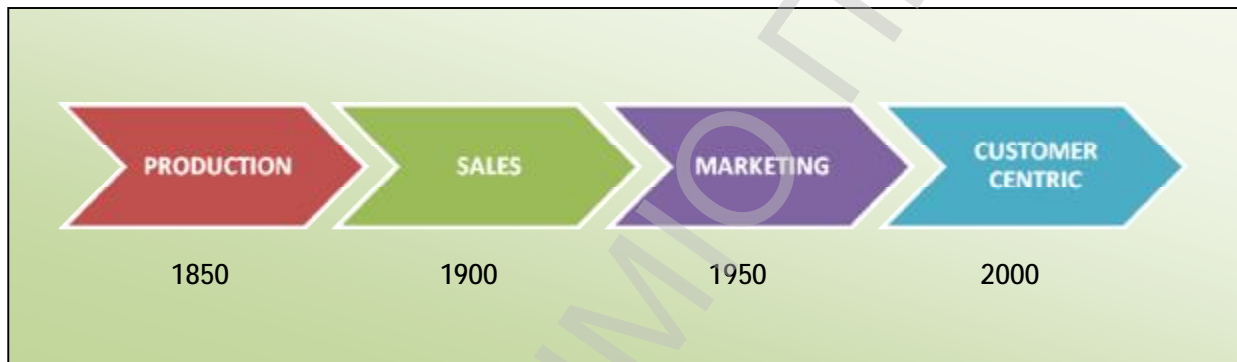 PRODUCTION
SALES
MARKETING
CUSTOMER
CENTRIC
1850
1900
1950
2000